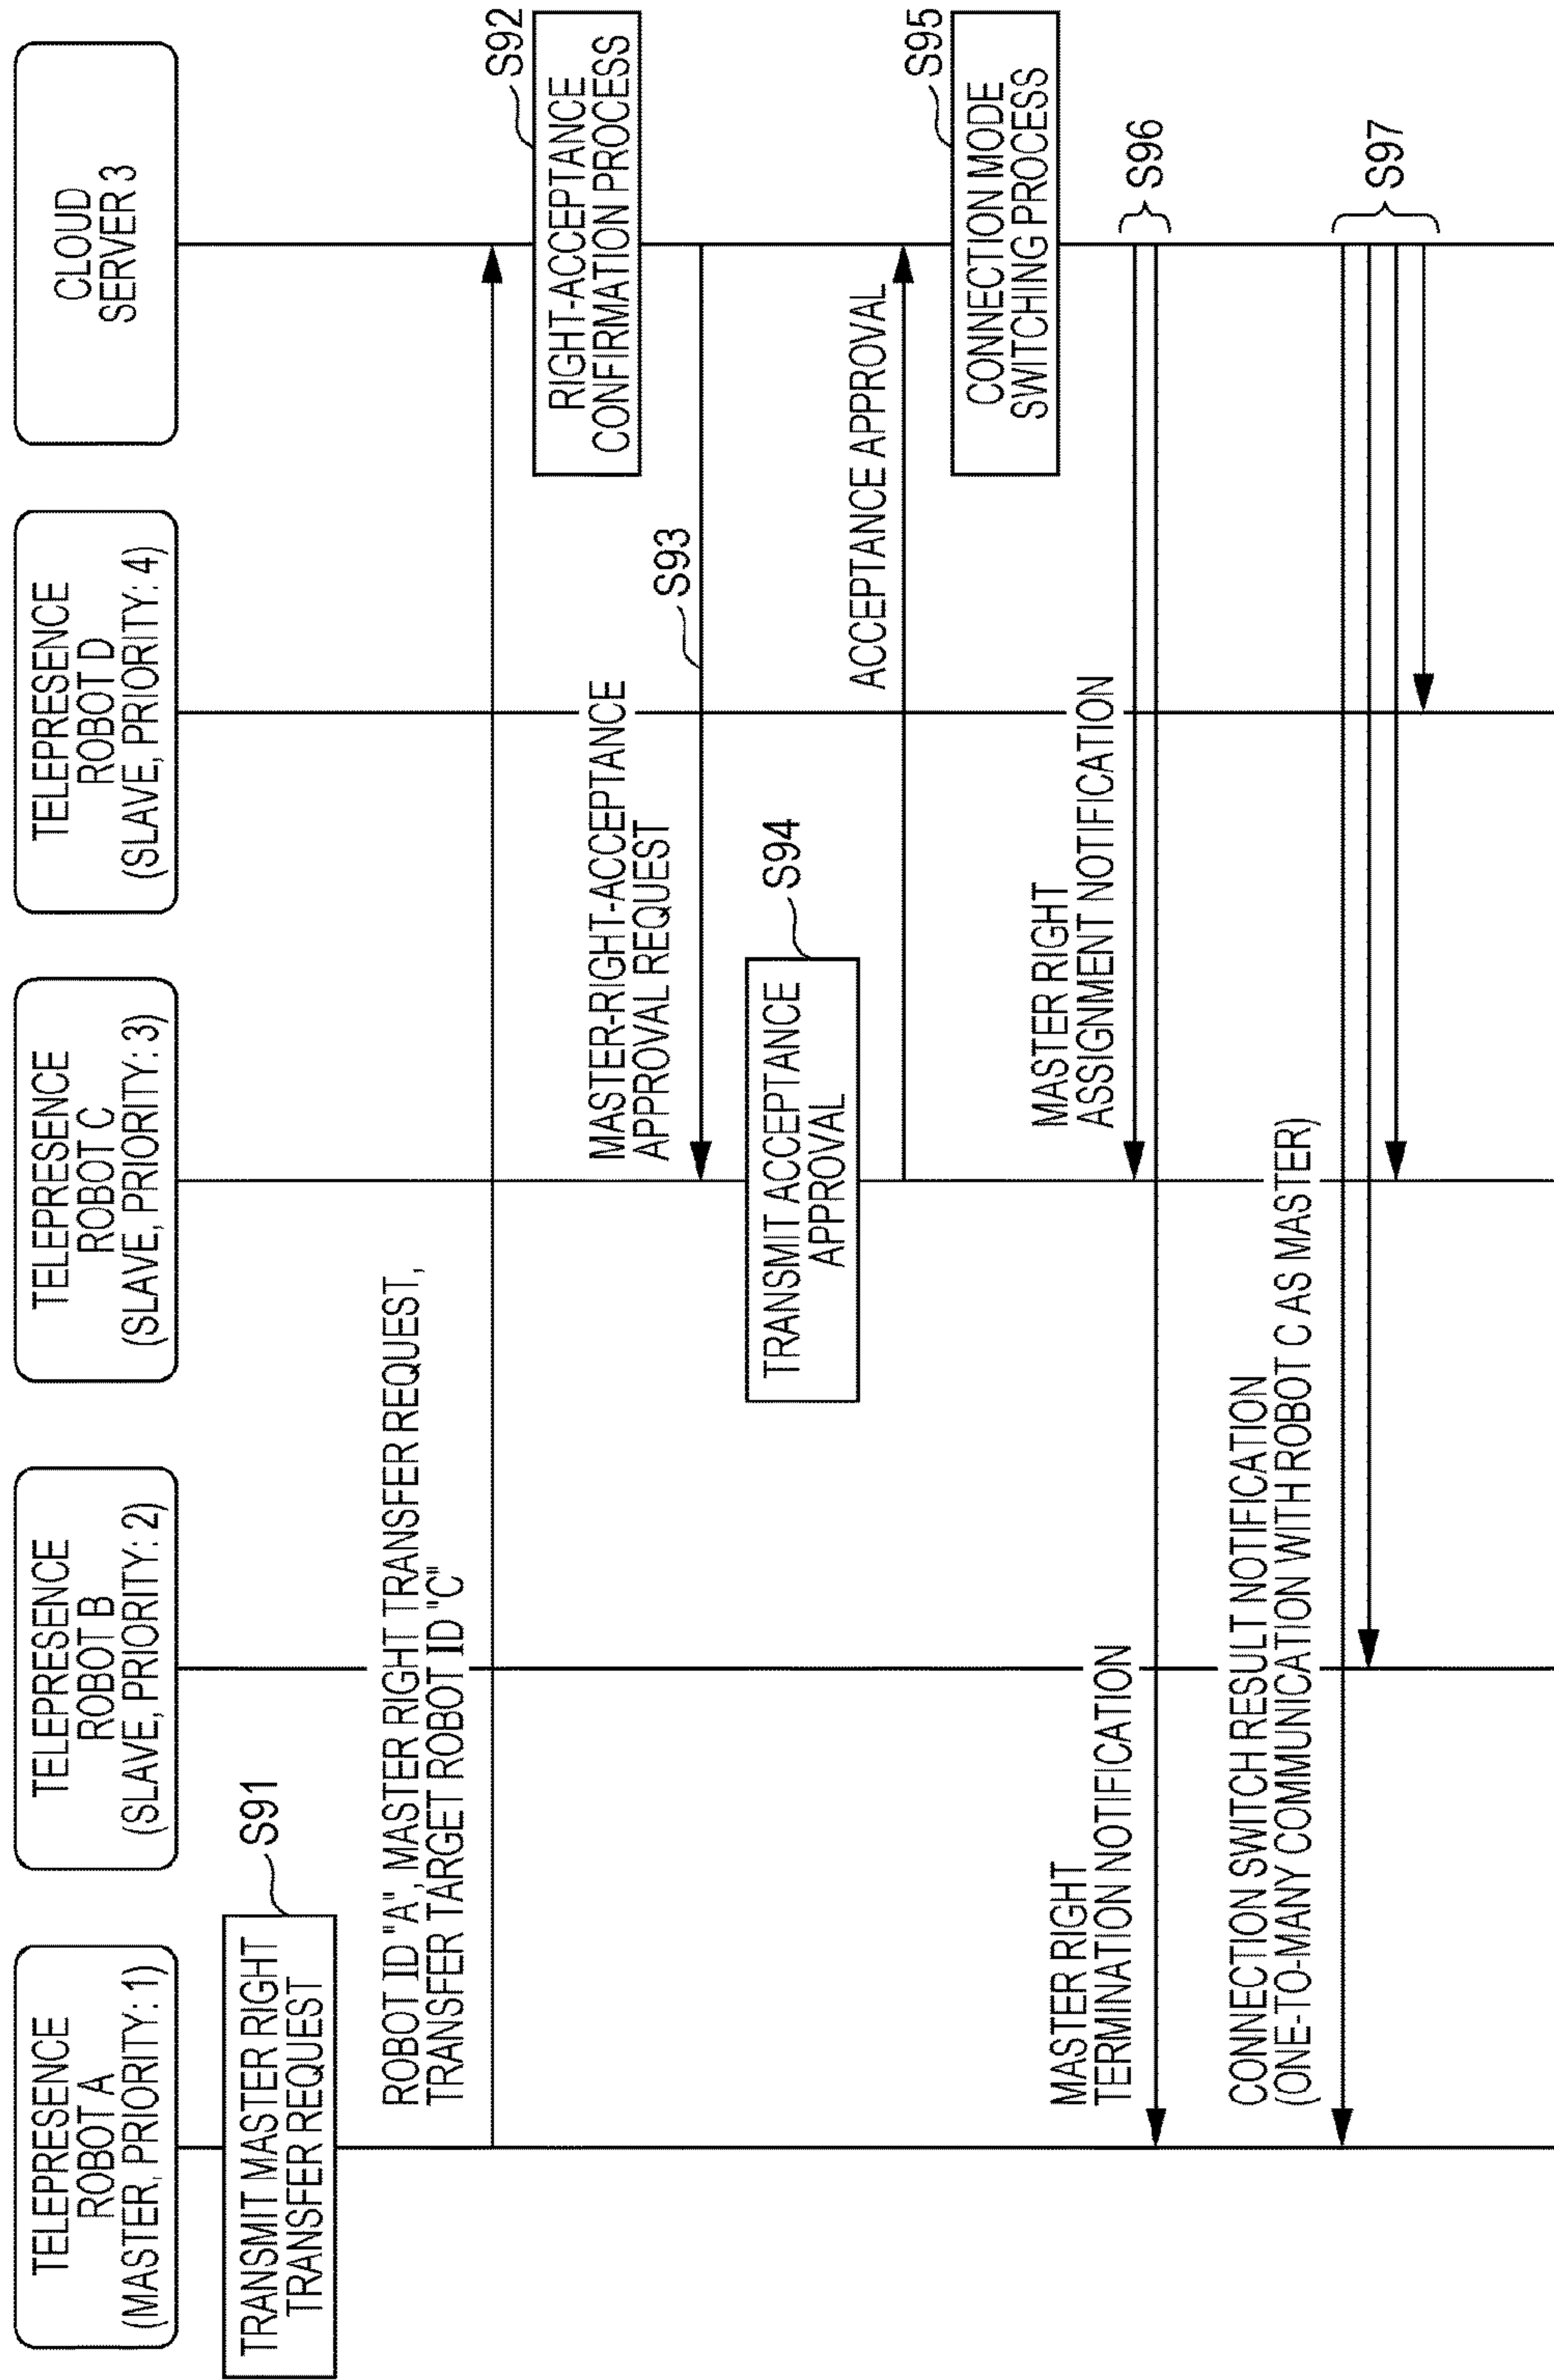 TELEPRESENCE
ROBOT A
(MASTER, PRIORITY: 1)
TELEPRESENCE
ROBOT B
(SLAVE, PRIORITY: 2)
TELEPRESENCE
ROBOT C
(SLAVE, PRIORITY: 3)
TELEPRESENCE
ROBOT D
(SLAVE, PRIORITY: 4)
CLOUD
SERVER 3
S91
TRANSMIT MASTER RIGHT
TRANSFER REQUEST
ROBOT ID "A", MASTER RIGHT TRANSFER REQUEST,
TRANSFER TARGET ROBOT ID "C"
S92
RIGHT-ACCEPTANCE
CONFIRMATION PROCESS
MASTER-RIGHT-ACCEPTANCE
APPROVAL REQUEST
S93
S94
TRANSMIT ACCEPTANCE
APPROVAL
ACCEPTANCE APPROVAL
S95
CONNECTION MODE
SWITCHING PROCESS
MASTER RIGHT
ASSIGNMENT NOTIFICATION
MASTER RIGHT
TERMINATION NOTIFICATION
S96
CONNECTION SWITCH RESULT NOTIFICATION
(ONE-TO-MANY COMMUNICATION WITH ROBOT C AS MASTER)
S97